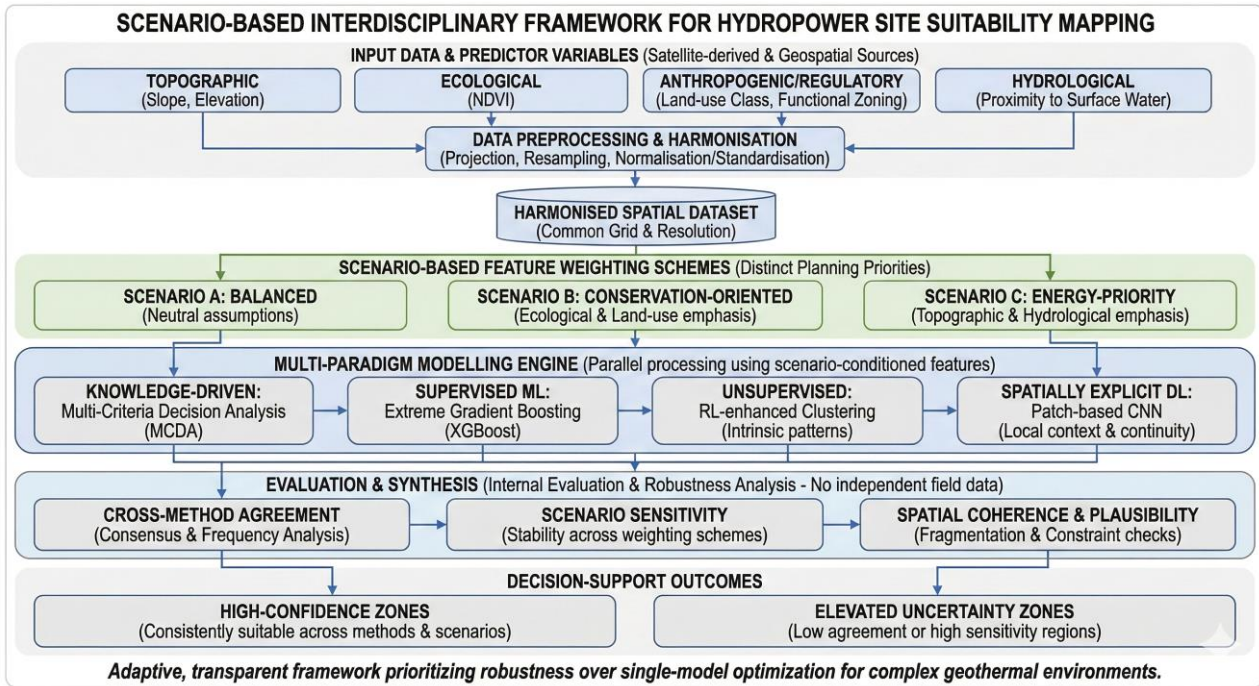 SCENARIO-BASED INTERDISCIPLINARY FRAMEWORK FOR HYDROPOWER SITE SUITABILITY MAPPING
INPUT DATA & PREDICTOR VARIABLES (Satellite-derived & Geospatial Sources)
TOPOGRAPHIC
(Slope, Elevation)
ECOLOGICAL
(NDVI)
ANTHROPOGENIC/REGULATORY
(Land-use Class, Functional Zoning)
HYDROLOGICAL
(Proximity to Surface Water)
DATA PREPROCESSING & HARMONISATION
(Projection, Resampling, Normalisation/Standardisation)
HARMONISED SPATIAL DATASET
(Common Grid & Resolution)
SCENARIO-BASED FEATURE WEIGHTING SCHEMES (Distinct Planning Priorities)
SCENARIO A: BALANCED
(Neutral assumptions)
SCENARIO B: CONSERVATION-ORIENTED
(Ecological & Land-use emphasis)
SCENARIO C: ENERGY-PRIORITY
(Topographic & Hydrological emphasis)
MULTI-PARADIGM MODELLING ENGINE (Parallel processing using scenario-conditioned features)
KNOWLEDGE-DRIVEN:
Multi-Criteria Decision Analysis
(MCDA)
SUPERVISED ML:
Extreme Gradient Boosting
(XGBoost)
UNSUPERVISED:
RL-enhanced Clustering
(Intrinsic patterns)
SPATIALLY EXPLICIT DL:
Patch-based CNN
(Local context & continuity)
EVALUATION & SYNTHESIS (Internal Evaluation & Robustness Analysis - No independent field data)
CROSS-METHOD AGREEMENT
(Consensus & Frequency Analysis)
SCENARIO SENSITIVITY
(Stability across weighting schemes)
SPATIAL COHERENCE & PLAUSIBILITY
(Fragmentation & Constraint checks)
DECISION-SUPPORT OUTCOMES
HIGH-CONFIDENCE ZONES
(Consistently suitable across methods & scenarios)
ELEVATED UNCERTAINTY ZONES
(Low agreement or high sensitivity regions)
Adaptive, transparent framework prioritizing robustness over single-model optimization for complex geothermal environments.